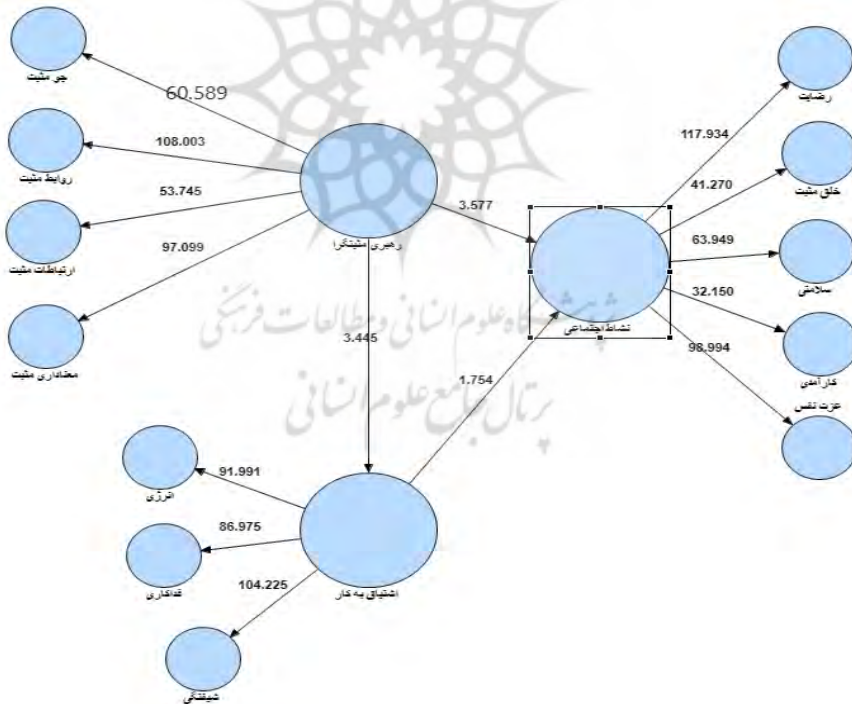 جو مثبت
60.589
روابط مثبت
108.003
ارتباطات مثبت
53.745
معناداری مثبت
97.099
رهبری مثبتگرا
3.577
3.445
1.754
نشاط اجتماعی
رضایت
117.934
خلق مثبت
41.270
سلامتی
63.949
کارآمدی
32.150
عزت نفس
98.994
انرژی
91.991
فداکاری
86.975
شیفتگی
104.225
اشتیاق به کار
پژوهشگاه علوم انسانی و مطالعات فرهنگی
پرتال جامع علوم انسانی